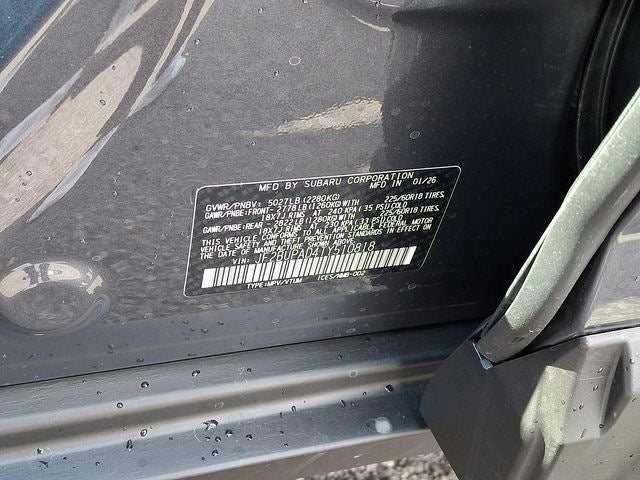 MFD BY SUBARU CORPORATION
MFD IN 01/26
GVWR/PNBV: 5027LB(2280KG)
GAWR/PNBE:FRONT-2778LB(1260KG)WITH 225/60R18 TIRES,
18X7J RIMS AT 240 KPA(35 PSI)COLD
GAWR/PNBE:REAR -2822LB(1280KG)WITH 225/60R18 TIRES,
18X7J RIMS AT 230 KPA(33 PSI)COLD
THIS VEHICLE CONFORMS TO ALL APPLICABLE FEDERAL MOTOR
VEHICLE SAFETY AND THEFT PREVENTION STANDARDS IN EFFECT ON
THE DATE OF MANUFACTURE SHOWN ABOVE.
VIN:
TYPE:MPV/VTUM ICES/NMB-002